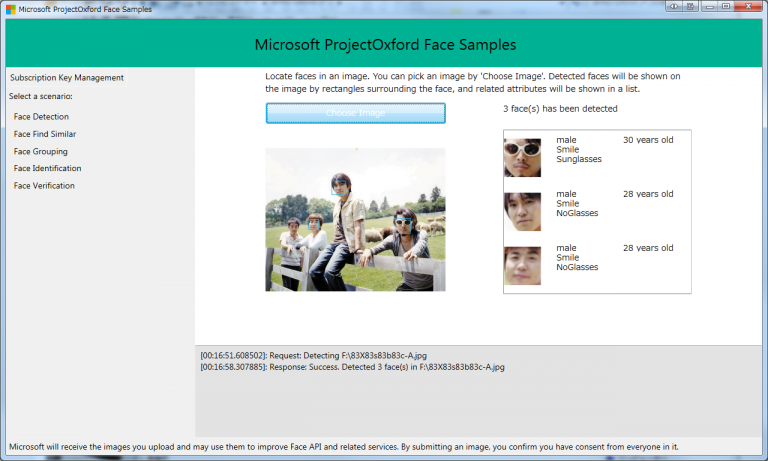 Microsoft ProjectOxford Face Samples
Microsoft ProjectOxford Face Samples
Subscription Key Management
Select a scenario:
Face Detection
Face Find Similar
Face Grouping
Face Identification
Face Verification
Locate faces in an image. You can pick an image by 'Choose Image'. Detected faces will be shown on
the image by rectangles surrounding the face, and related attributes will be shown in a list.
Choose Image
3 face(s) has been detected
male 30 years old
Smile
Sunglasses
male 28 years old
Smile
NoGlasses
male 28 years old
Smile
NoGlasses
[00:16:51.608502]: Request: Detecting F:\83X83s83b83c-A.jpg
[00:16:58.307885]: Response: Success. Detected 3 face(s) in F:\83X83s83b83c-A.jpg
Microsoft will receive the images you upload and may use them to improve Face API and related services. By submitting an image, you confirm you have consent from everyone in it.